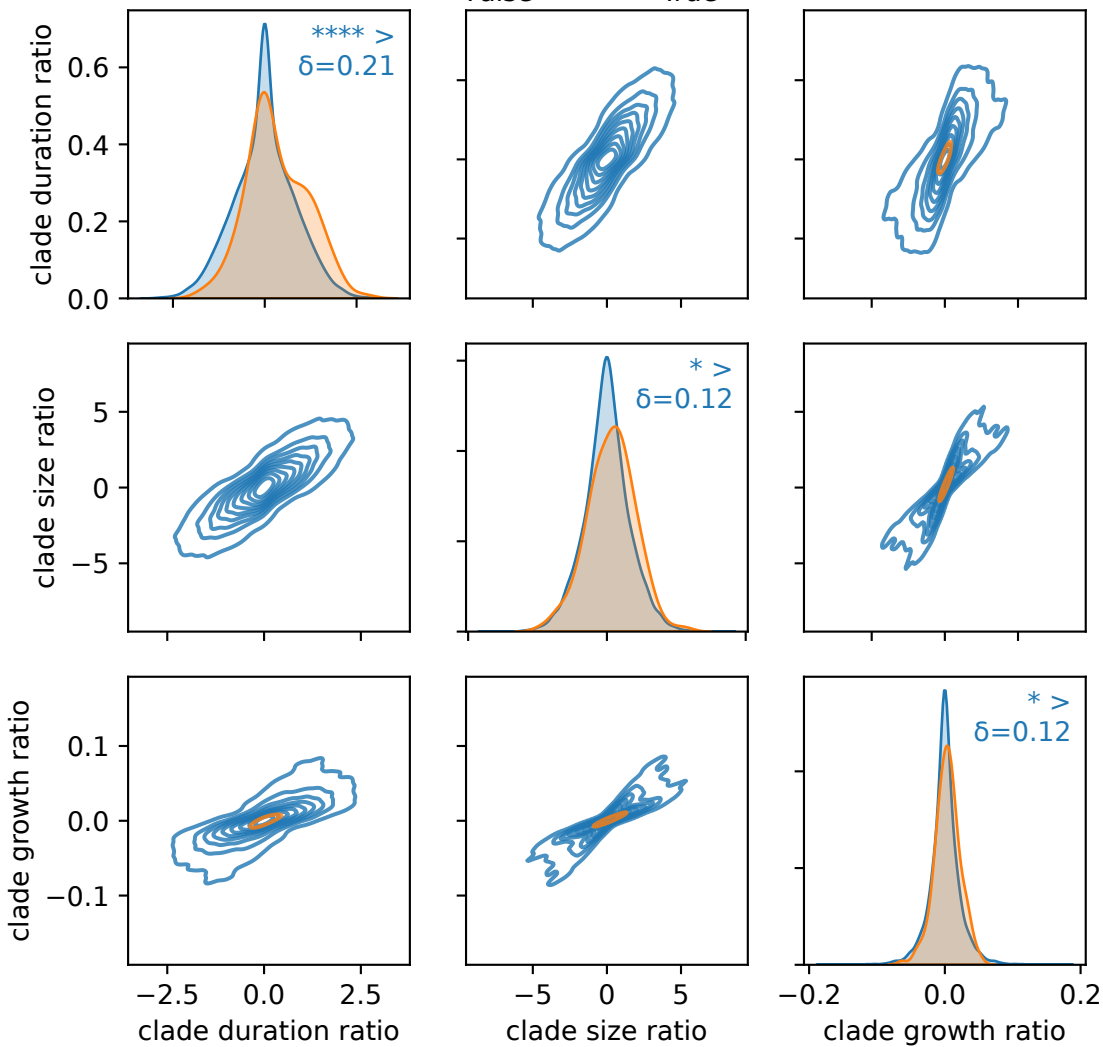 clade duration ratio
0.6
0.4
0.2
0.0
**** >
δ=0.21
clade size ratio
5
0
−5
* >
δ=0.12
clade growth ratio
0.1
0.0
−0.1
* >
δ=0.12
−2.5 0.0 2.5
−5 0 5
−0.2 0.0 0.2
clade duration ratio
clade size ratio
clade growth ratio